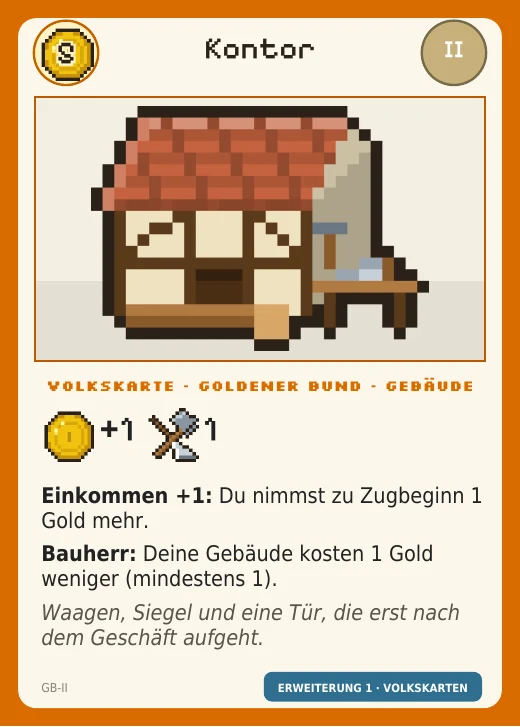 S
Kontor
II
VOLKSKARTE · GOLDENER BUND · GEBÄUDE
+1 1
Einkommen +1: Du nimmst zu Zugbeginn 1
Gold mehr.
Bauherr: Deine Gebäude kosten 1 Gold
weniger (mindestens 1).
Waagen, Siegel und eine Tür, die erst nach
dem Geschäft aufgeht.
GB-II
ERWEITERUNG 1 · VOLKSKARTEN